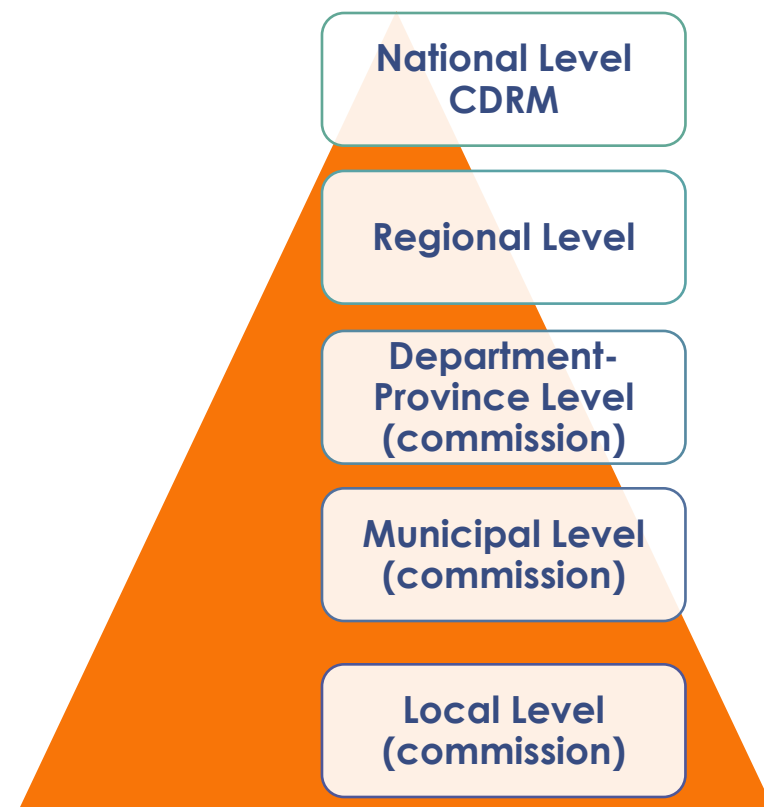 National Level
CDRM
Regional Level
Department-
Province Level
(commission)
Municipal Level
(commission)
Local Level
(commission)